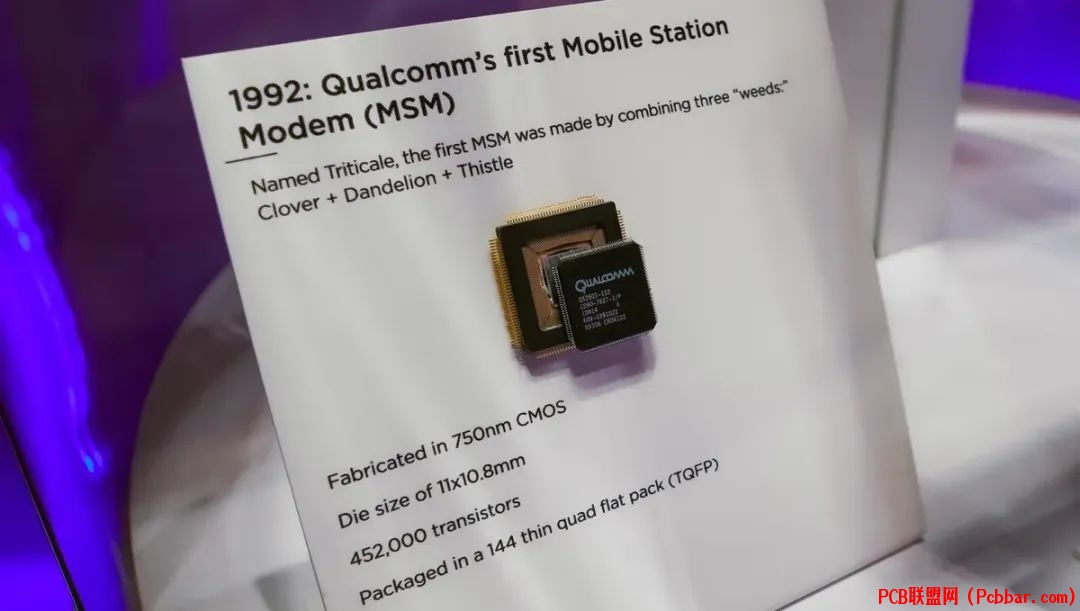 1992: Qualcomm's first Mobile Station
Modem (MSM)
Named Triticale, the first MSM was made by combining three “weeds:”
Clover + Dandelion + Thistle
QUALCOMM
Fabricated in 750nm CMOS
Die size of 11x10.8mm
452,000 transistors
Packaged in a 144 thin quad flat pack (TQFP)
PCB联盟网（Pcbbar.com）